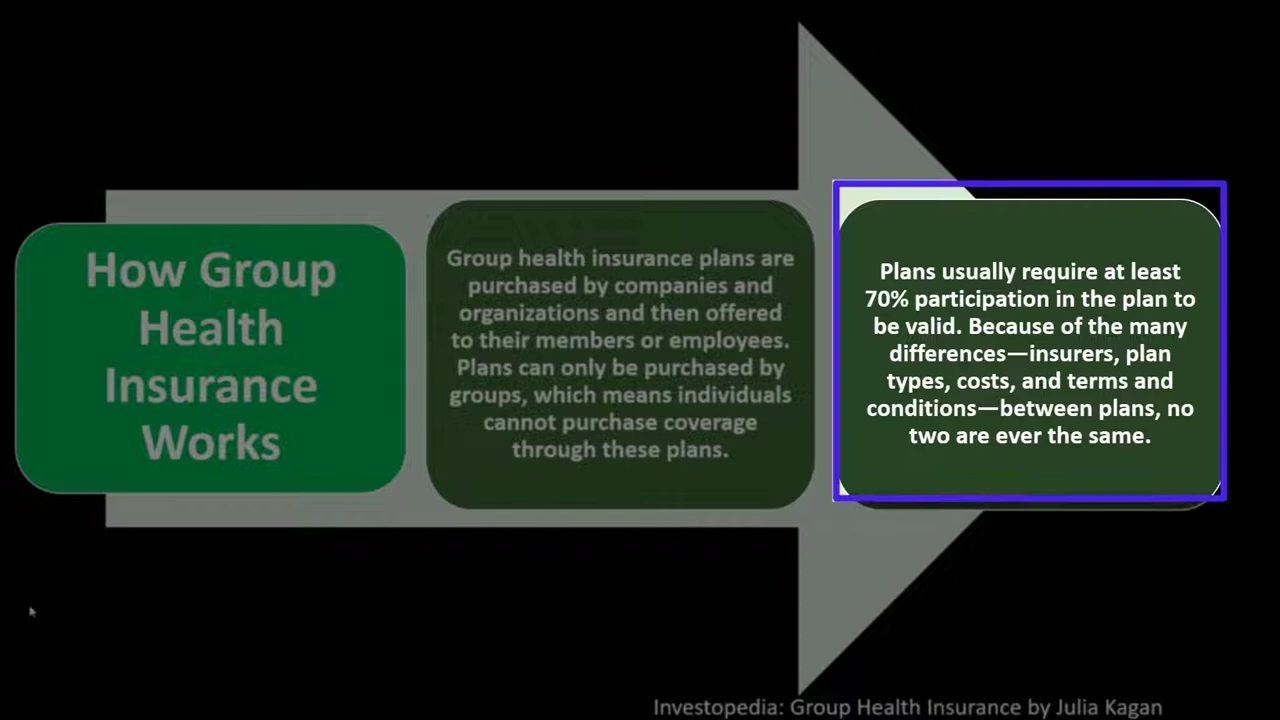 How Group
Health
Insurance
Works
Group health insurance plans are
purchased by companies and
organizations and then offered
to their members or employees.
Plans can only be purchased by
groups, which means individuals
cannot purchase coverage
through these plans.
Plans usually require at least
70% participation in the plan to
be valid. Because of the many
differences—insurers, plan
types, costs, and terms and
conditions—between plans, no
two are ever the same.
Investopedia: Group Health Insurance by Julia Kagan